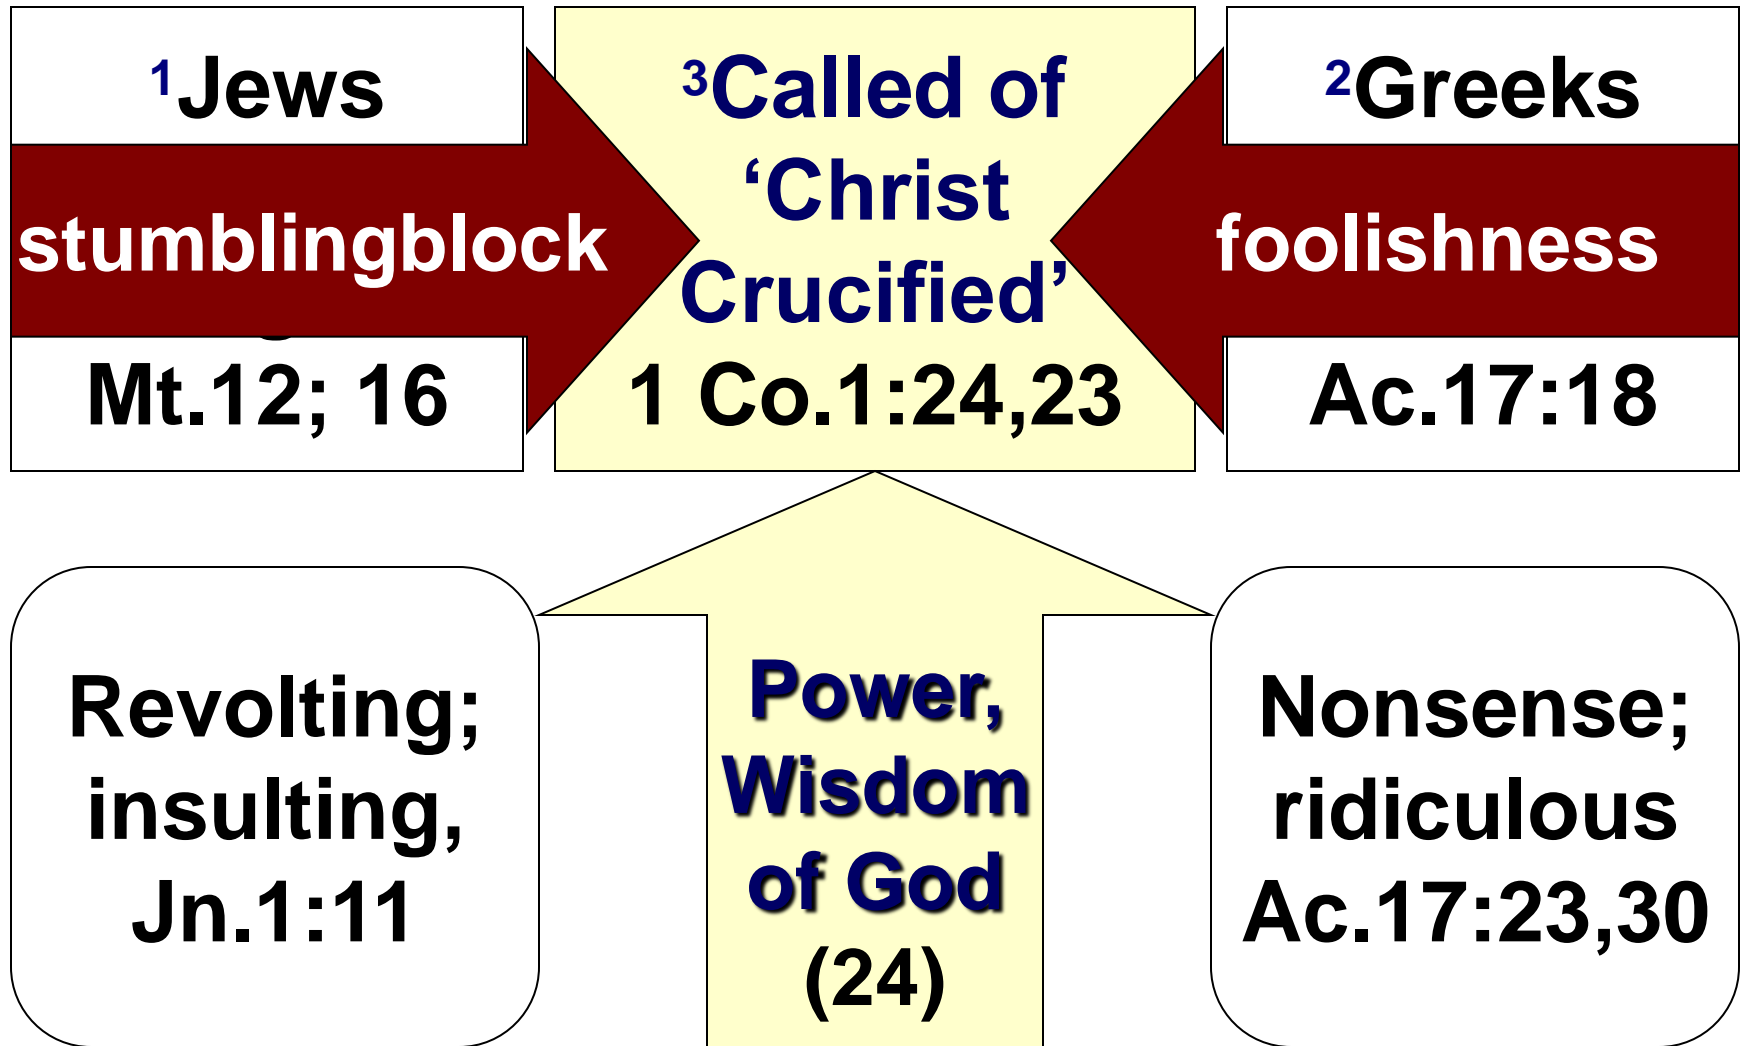 1Jews
stumblingblock
Mt.12; 16
3Called of
‘Christ
Crucified’
1 Co.1:24,23
2Greeks
foolishness
Ac.17:18
Revolting;
insulting,
Jn.1:11
Power,
Wisdom
of God
(24)
Nonsense;
ridiculous
Ac.17:23,30